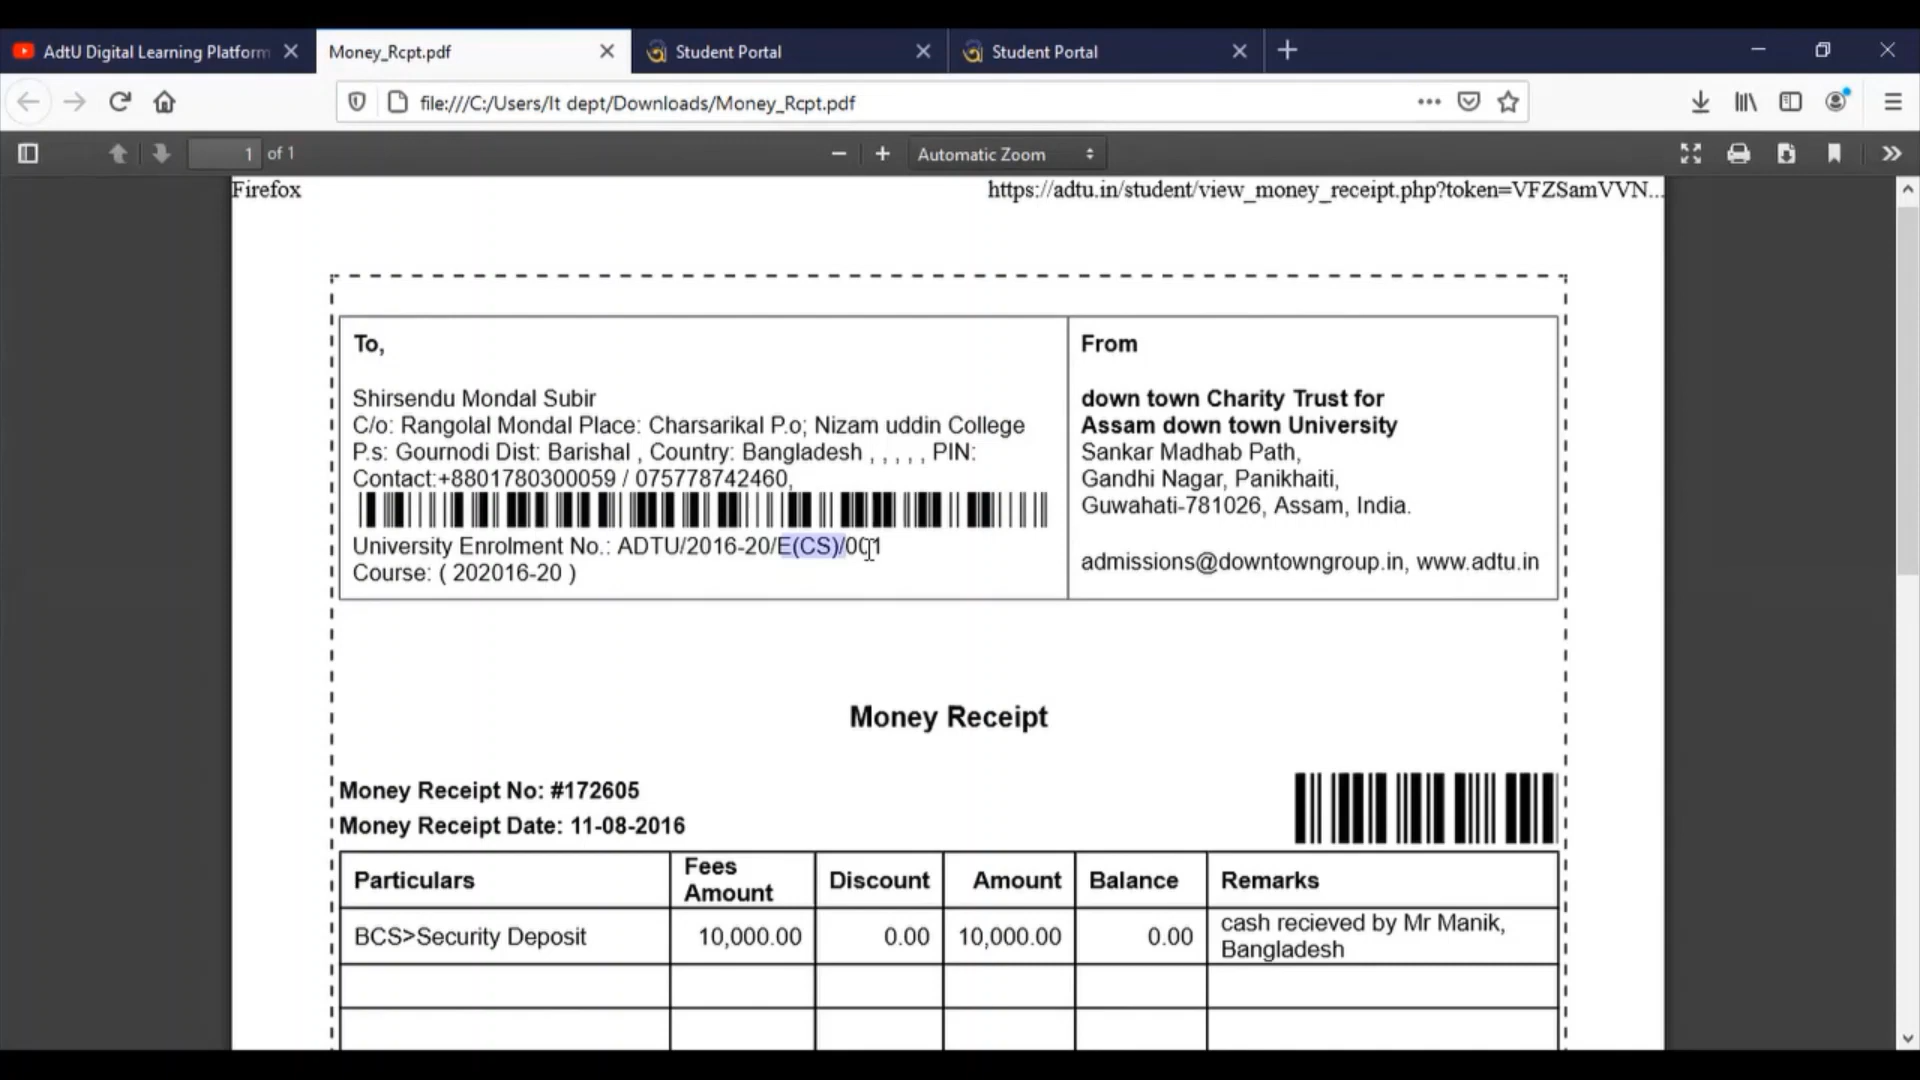 AdtU Digital Learning Platform
Money_Rcpt.pdf
Student Portal
Student Portal
file:///C:/Users/It dept/Downloads/Money_Rcpt.pdf
1 of 1
Automatic Zoom
Firefox
https://adtu.in/student/view_money_receipt.php?token=VFZSamVVN...
To,
Shirsendu Mondal Subir
C/o: Rangolal Mondal Place: Charsarikal P.o; Nizam uddin College
P.s: Gournodi Dist: Barishal , Country: Bangladesh , , , , , PIN:
Contact:+8801780300059 / 075778742460,
University Enrolment No.: ADTU/2016-20/E(CS)/001
Course: ( 202016-20 )
From
down town Charity Trust for
Assam down town University
Sankar Madhab Path,
Gandhi Nagar, Panikhaiti,
Guwahati-781026, Assam, India.
admissions@downtowngroup.in, www.adtu.in
Money Receipt
Money Receipt No: #172605
Money Receipt Date: 11-08-2016
Particulars
Fees
Amount
Discount
Amount
Balance
Remarks
BCS>Security Deposit
10,000.00
0.00
10,000.00
0.00
cash recieved by Mr Manik,
Bangladesh